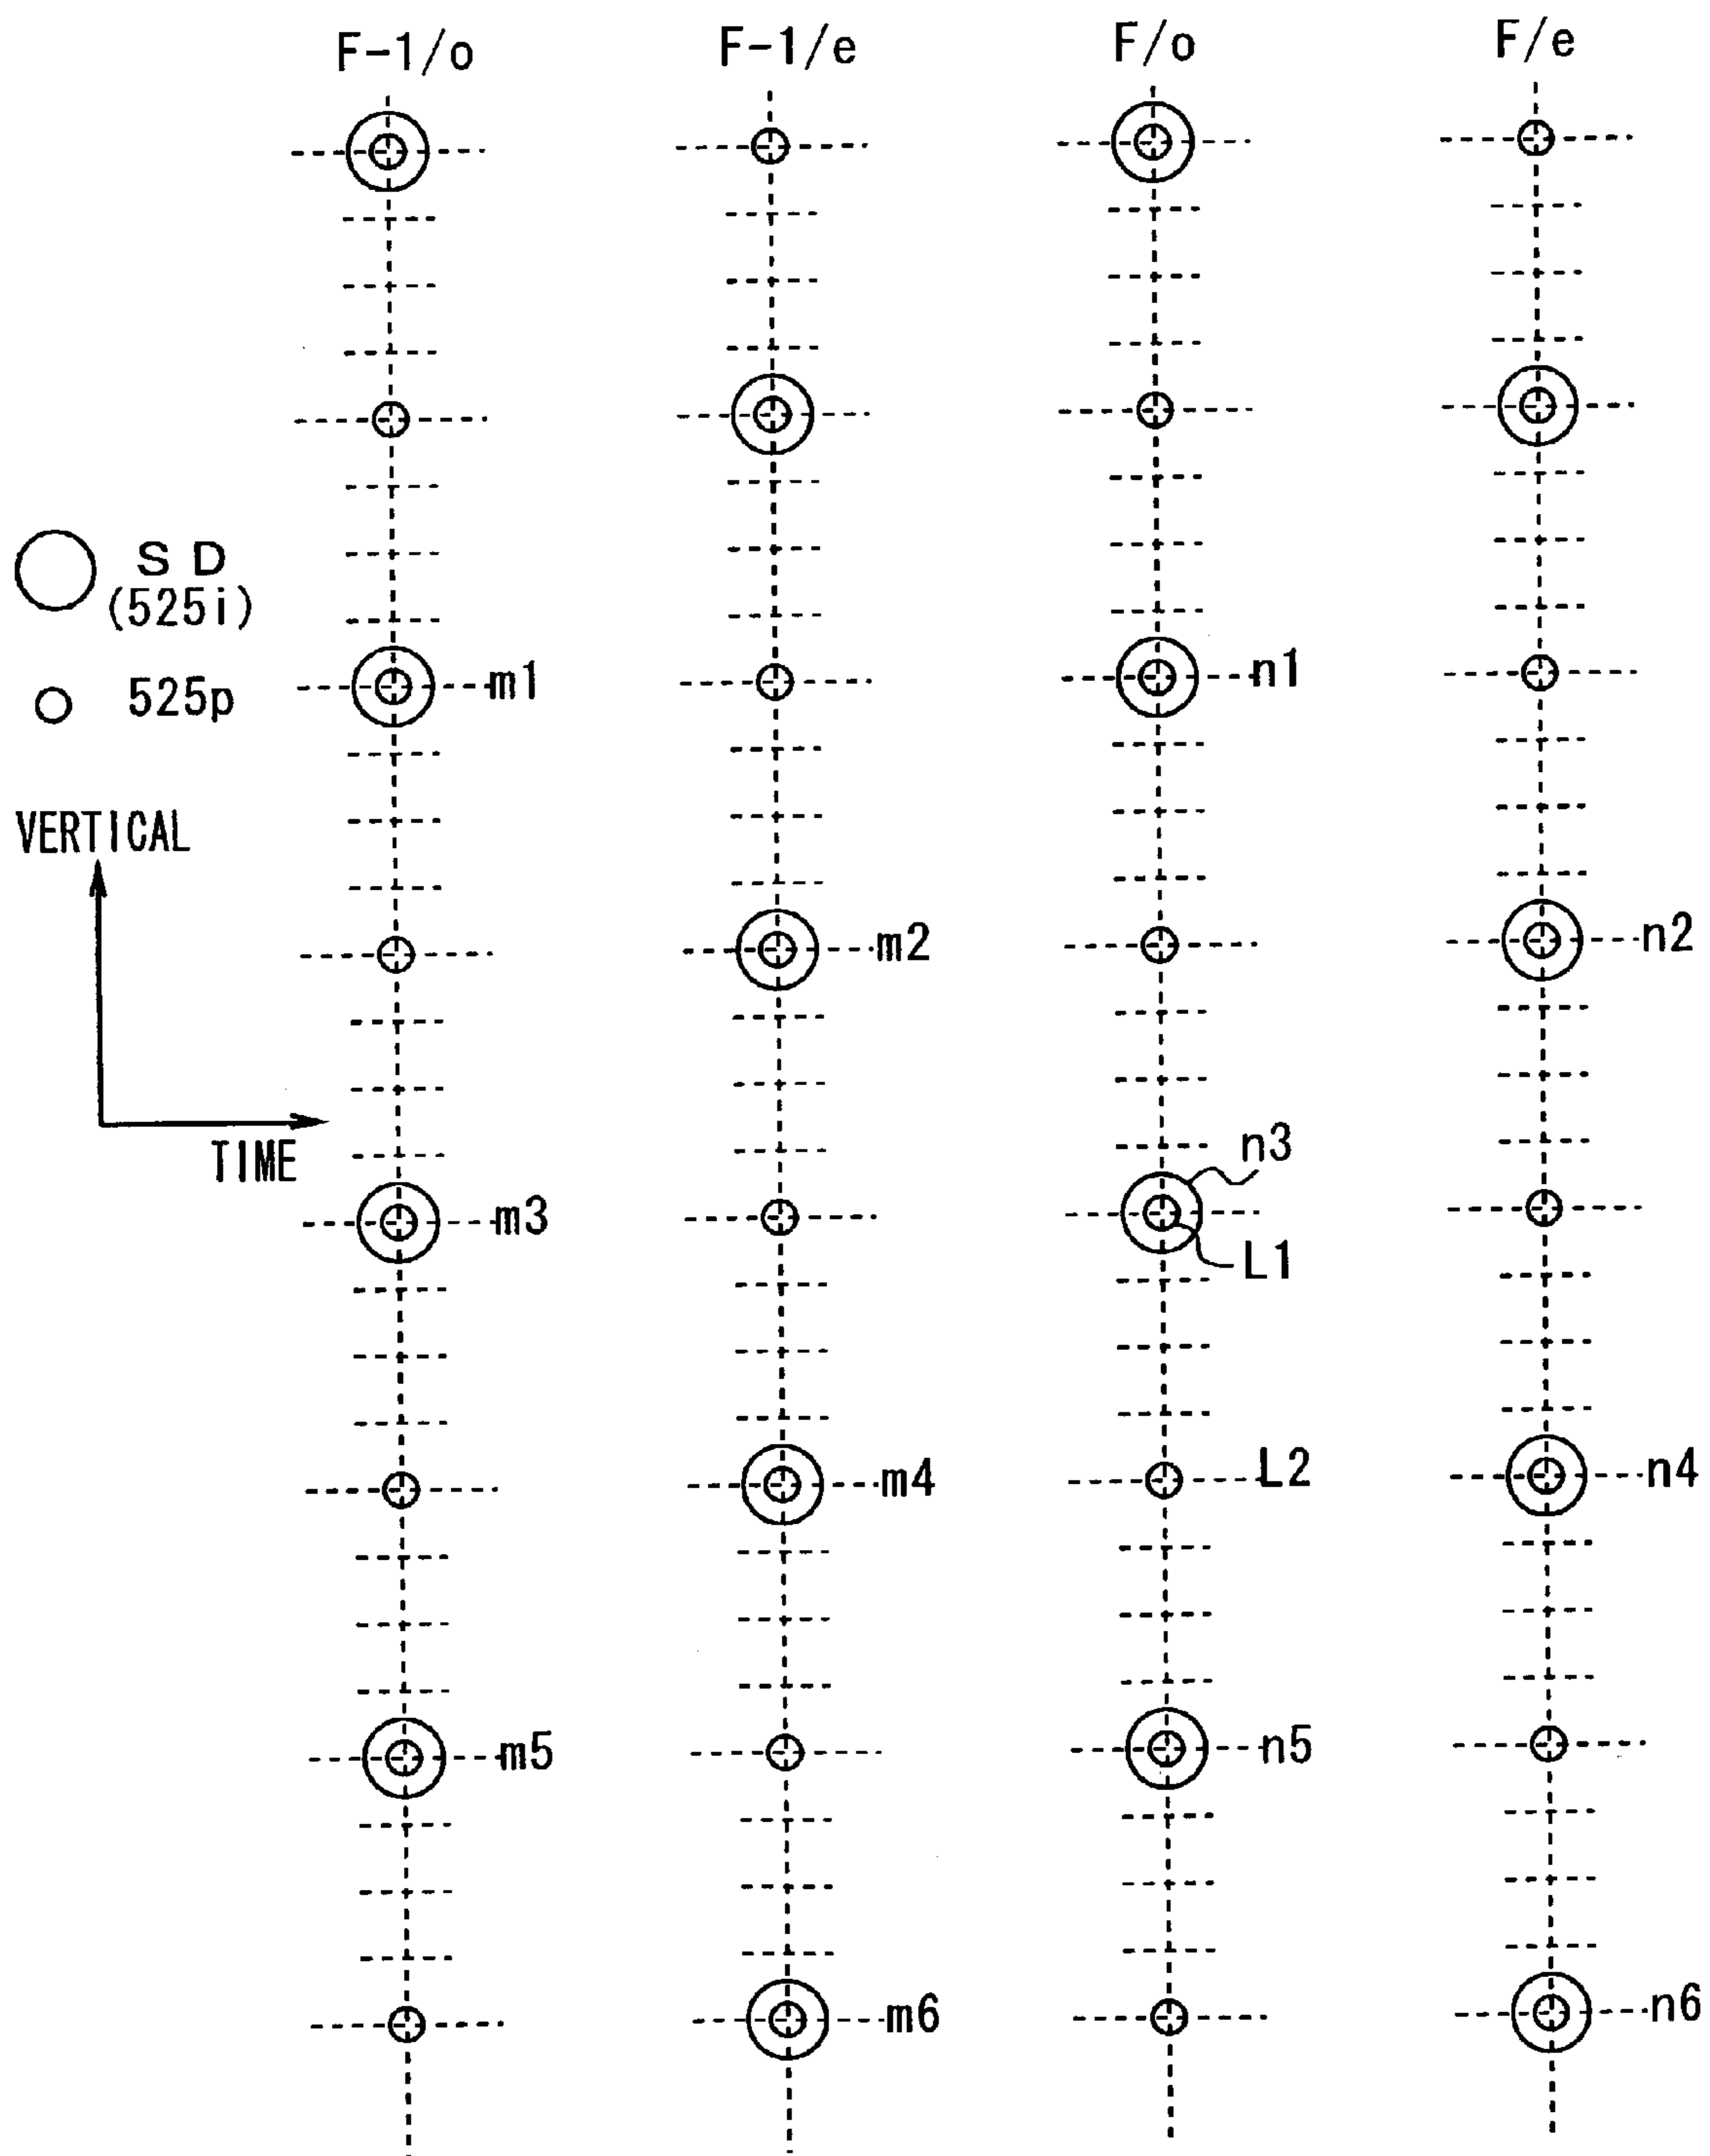 F-1/o F-1/e F/o F/e
SD
(525i)
525p
m1 n1
VERTICAL
m2 n2
TIME
n3
m3
L1
m4 L2 n4
m5 n5
m6 n6